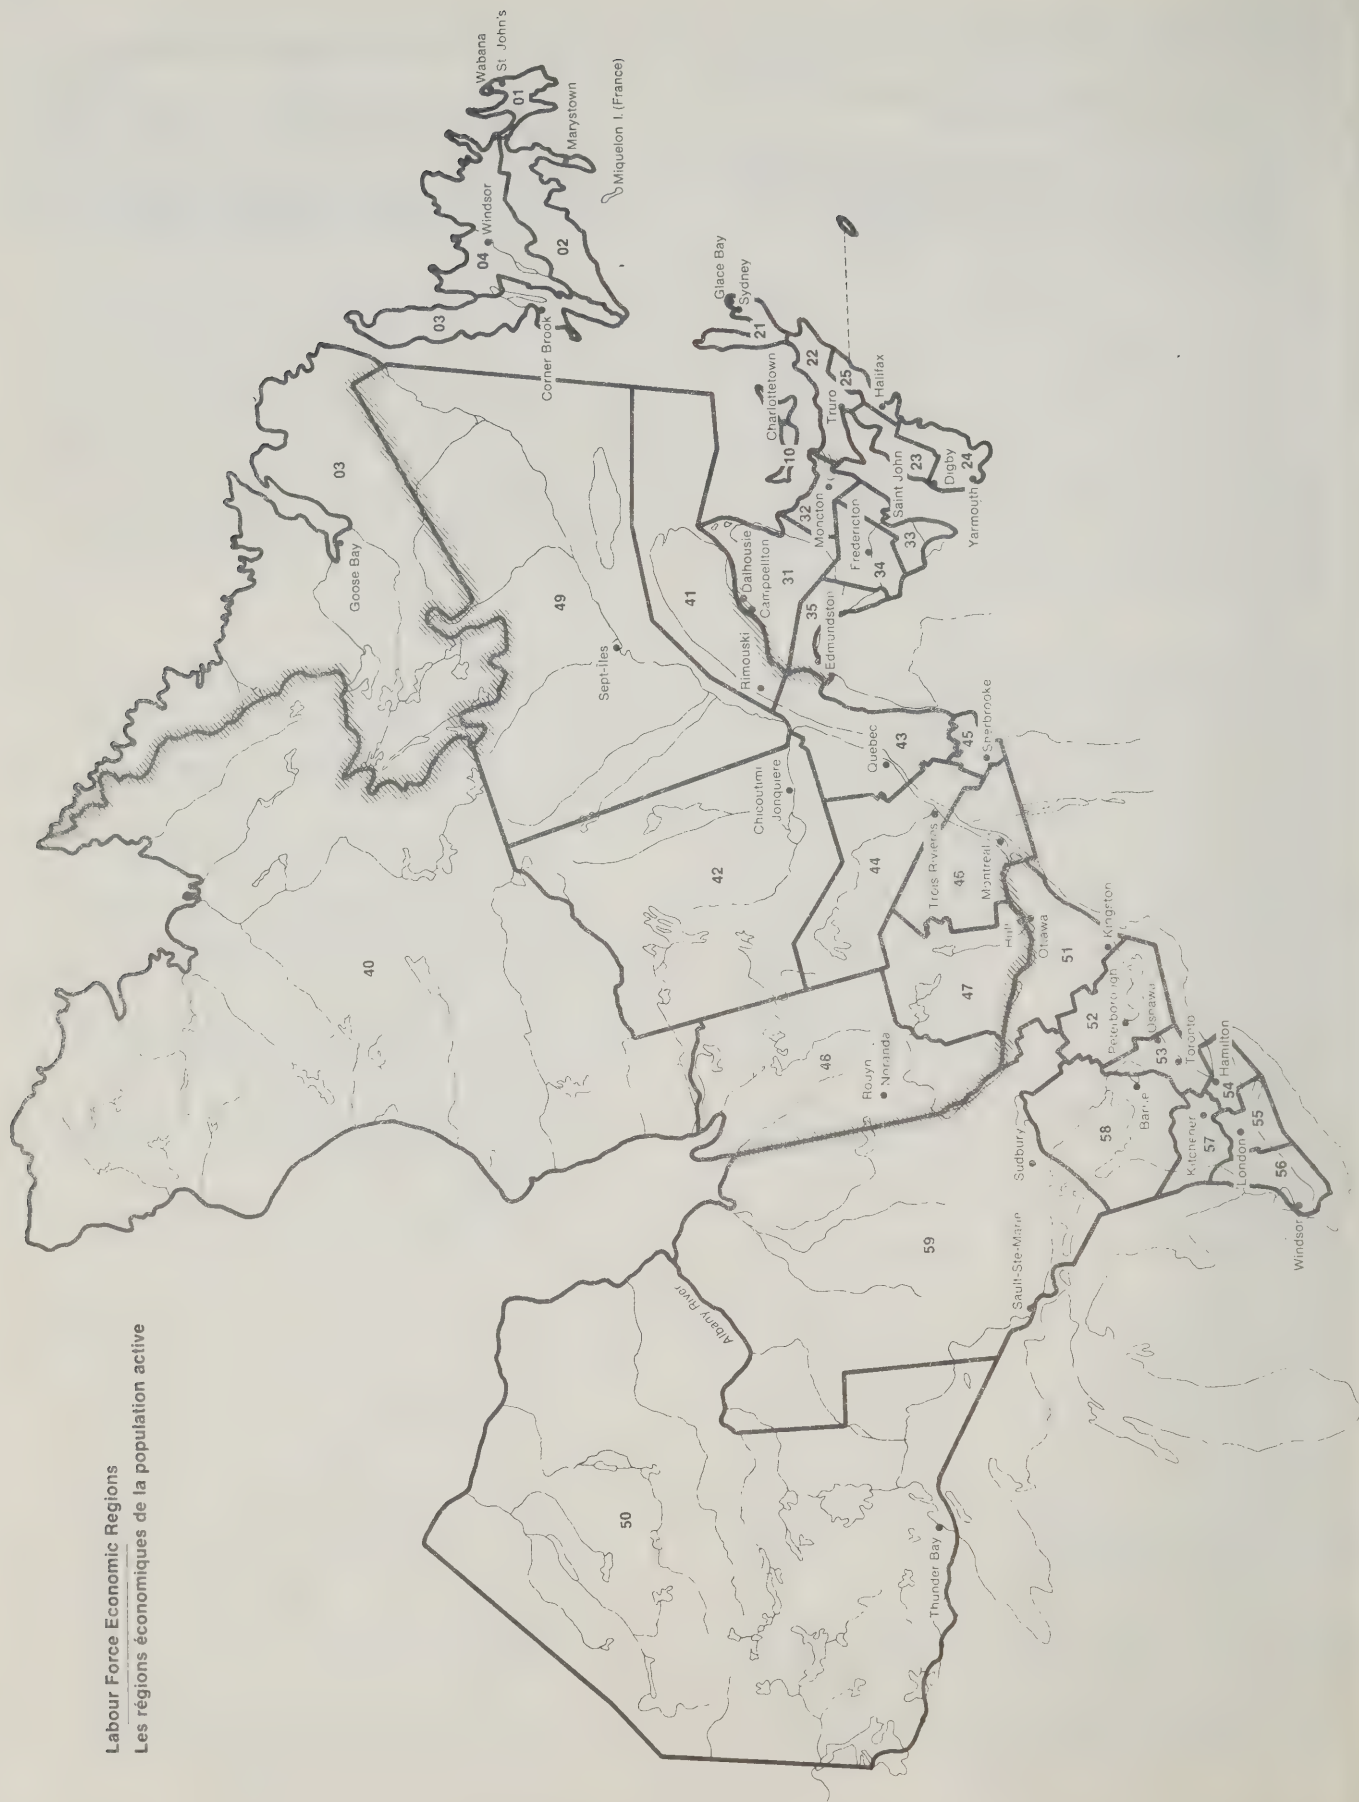 Labour Force Economic Regions
Les régions économiques de la population active
Wabana
St. John's
01
Marystown
Miquelon I. (France)
Windsor
04
02
03
Corner Brook
03
Goose Bay
Glace Bay
Sydney
21
22
25
Halifax
Charlottetown
10
Truro
23
Digby
24
Yarmouth
Saint John
32
Moncton
Fredericton
33
34
31
Dalhousie
Campbellton
35
Edmundston
41
Rimouski
49
Sept-Îles
40
42
Chicoutimi
Jonquière
Quebec
43
45
Sherbrooke
44
Trois Rivières
46
Montreal
Hull
Ottawa
47
51
Kingston
52
Peterborough
Oshawa
53
Toronto
Hamilton
54
55
56
57
58
Barrie
Kitchener
London
Windsor
48
Rouyn
Noranda
Sudbury
Sault-Ste-Marie
59
Albany River
50
Thunder Bay